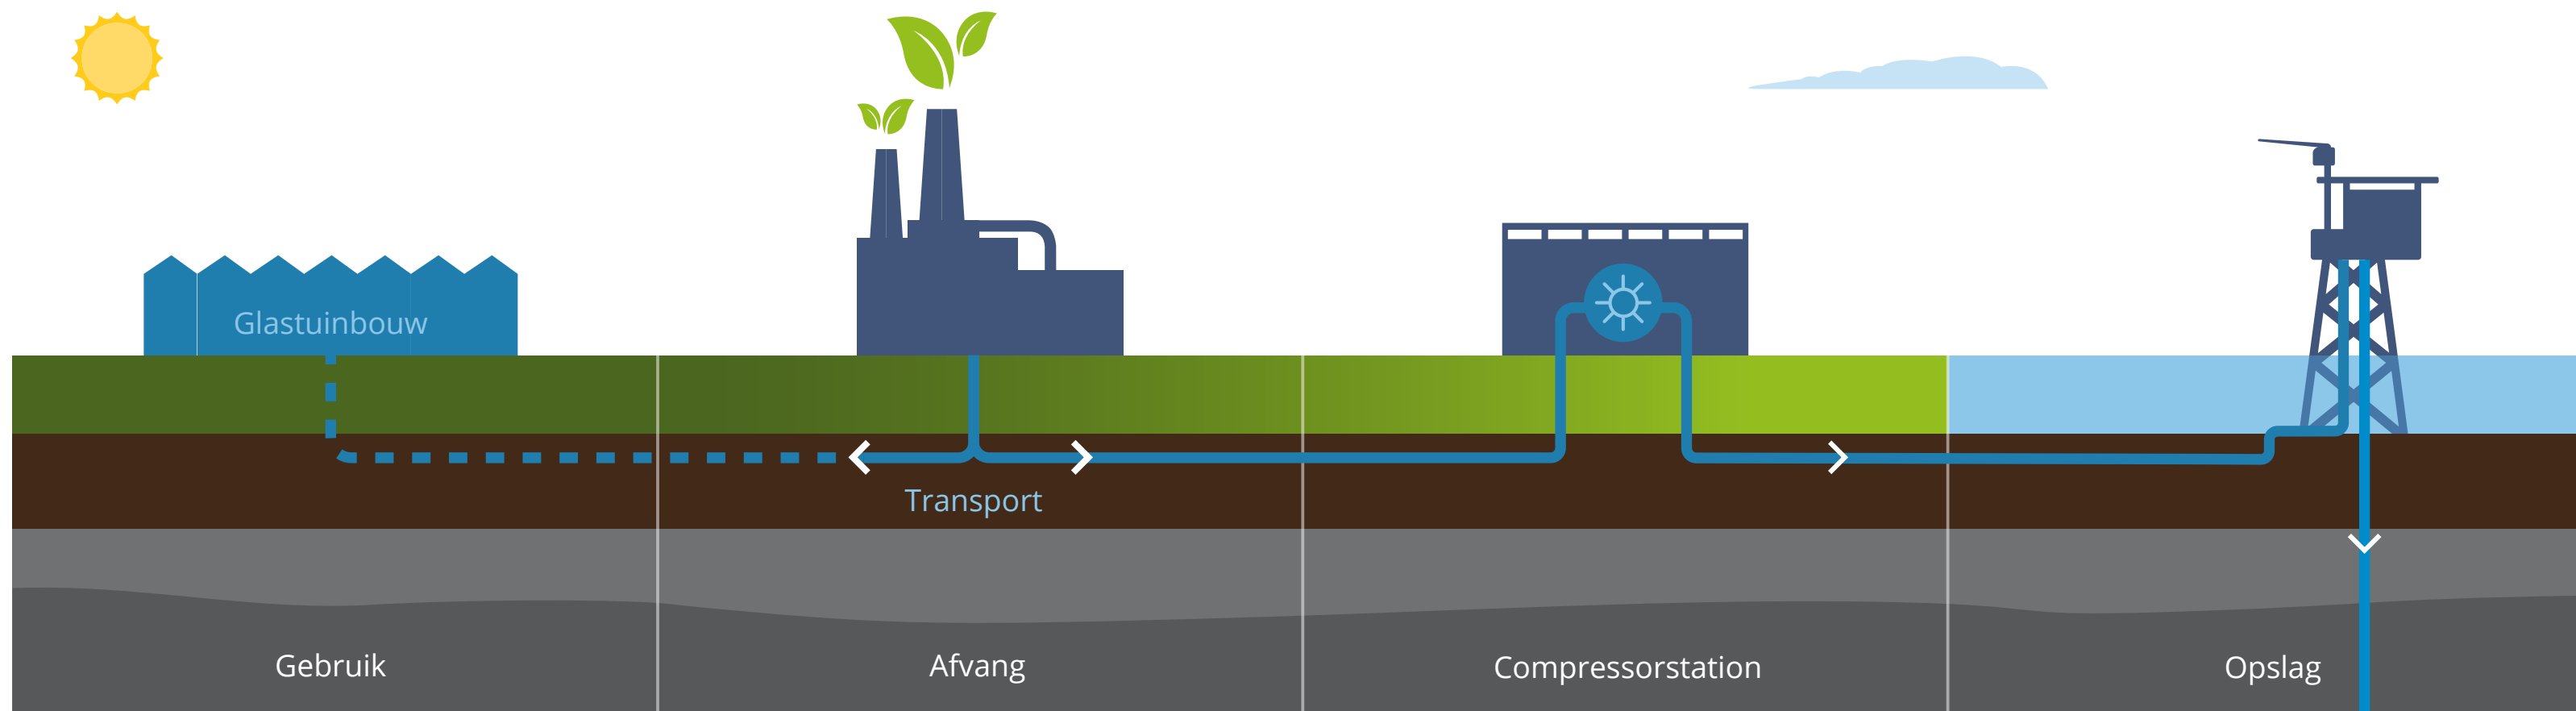 Glastuinbouw
Transport
Gebruik
Afvang
Compressorstation
Opslag